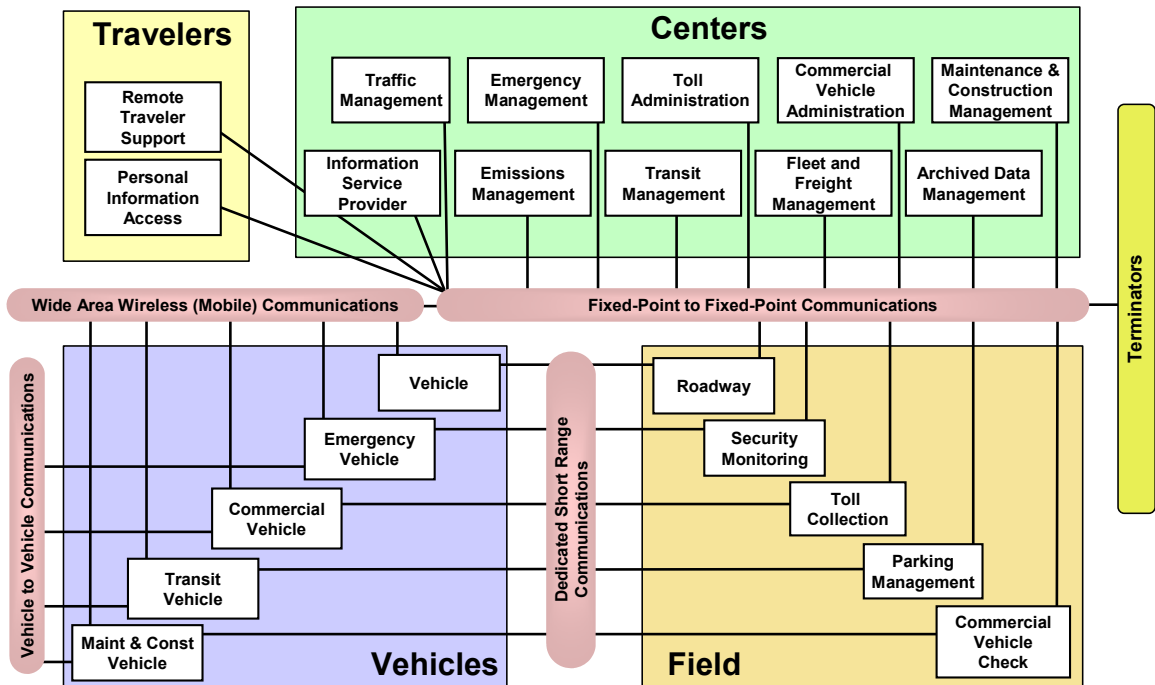 Travelers
Remote
Traveler
Support
Personal
Information
Access
Centers
Traffic
Management
Emergency
Management
Toll
Administration
Commercial
Vehicle
Administration
Maintenance &
Construction
Management
Information
Service
Provider
Emissions
Management
Transit
Management
Fleet and
Freight
Management
Archived Data
Management
Terminators
Wide Area Wireless (Mobile) Communications
Fixed-Point to Fixed-Point Communications
Vehicle to Vehicle Communications
Vehicle
Emergency
Vehicle
Commercial
Vehicle
Transit
Vehicle
Maint & Const
Vehicle
Vehicles
Dedicated Short Range
Communications
Roadway
Security
Monitoring
Toll
Collection
Parking
Management
Commercial
Vehicle
Check
Field